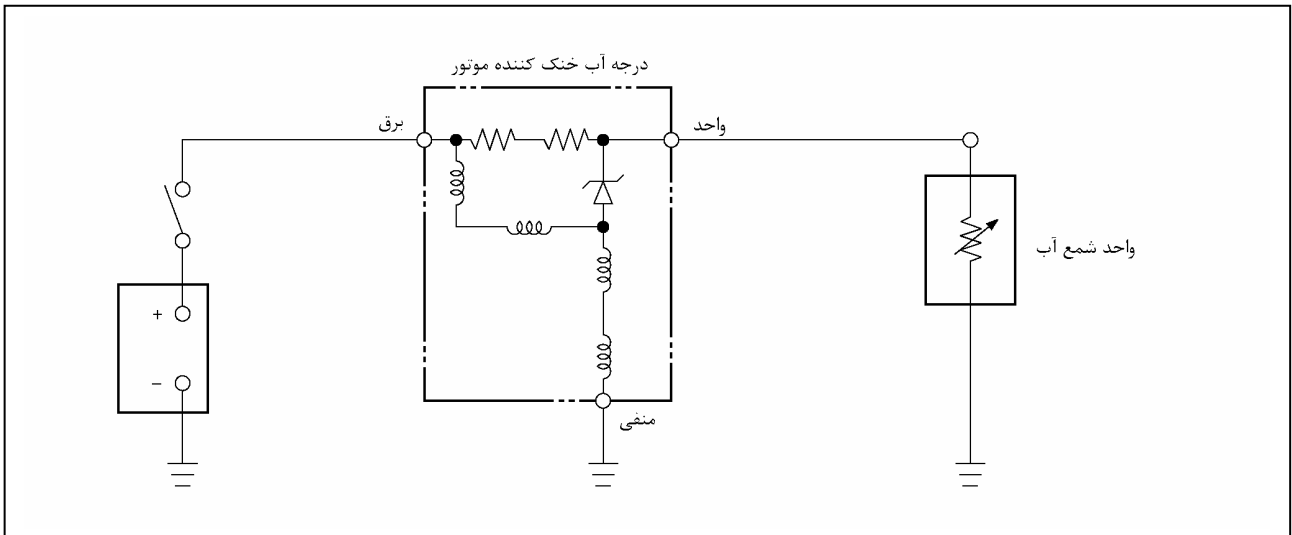 درجه آب خنک کننده موتور
برق
واحد
واحد شمع آب
+
−
منفی